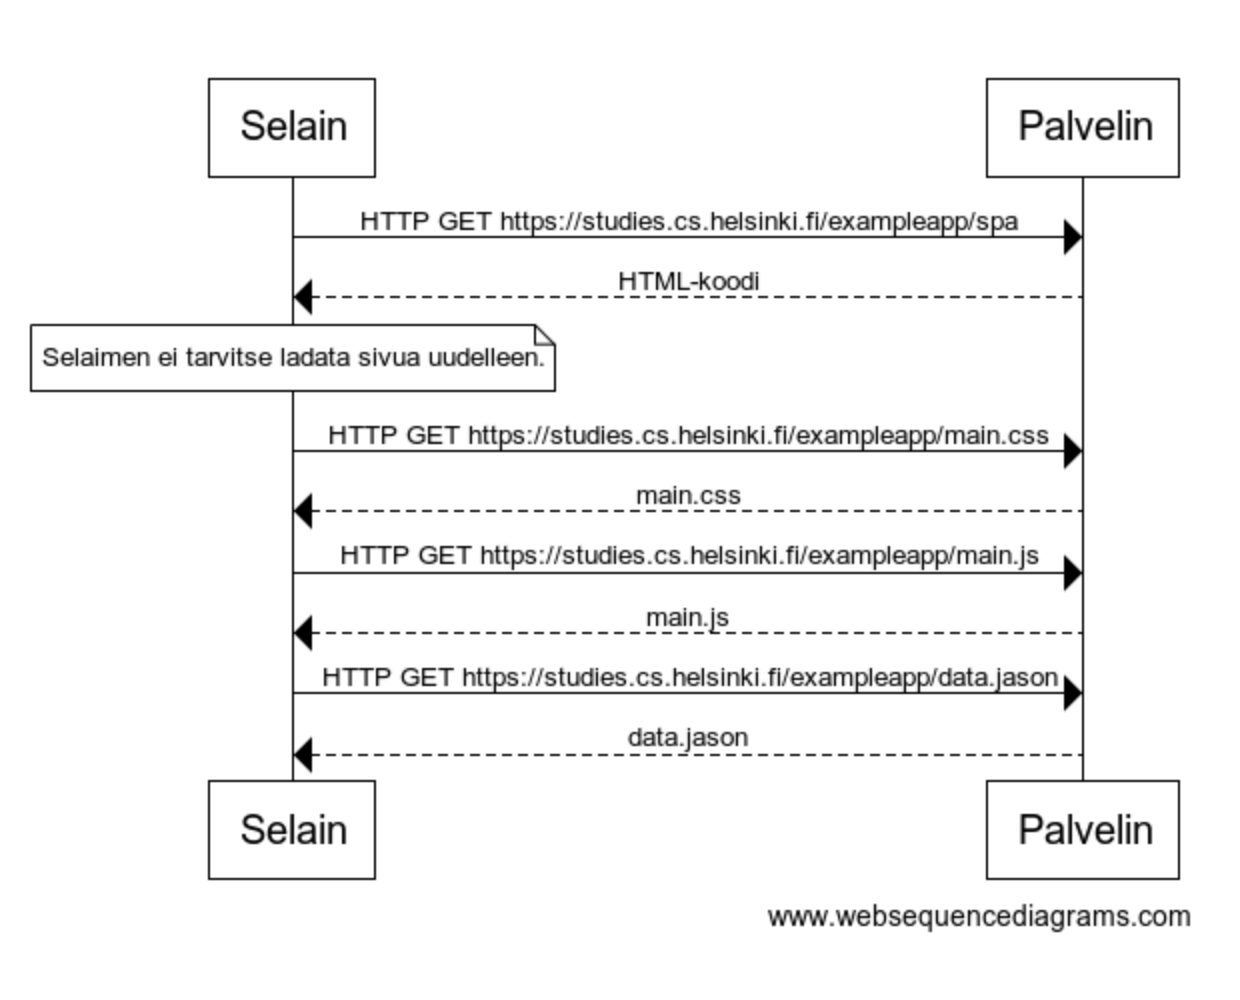 Selain
Palvelin
HTTP GET https://studies.cs.helsinki.fi/exampleapp/spa
HTML-koodi
Selaimen ei tarvitse ladata sivua uudelleen.
HTTP GET https://studies.cs.helsinki.fi/exampleapp/main.css
main.css
HTTP GET https://studies.cs.helsinki.fi/exampleapp/main.js
main.js
HTTP GET https://studies.cs.helsinki.fi/exampleapp/data.jason
data.jason
Selain
Palvelin
www.websequencediagrams.com